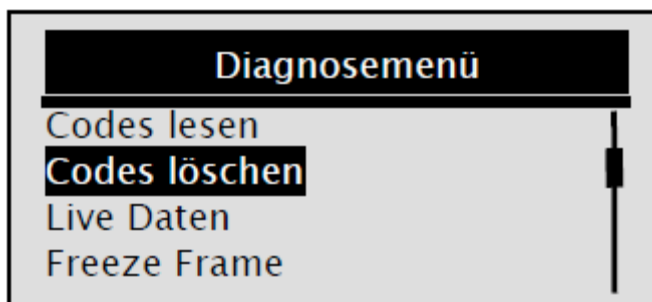 Diagnosemenü
Codes lesen
Codes löschen
Live Daten
Freeze Frame